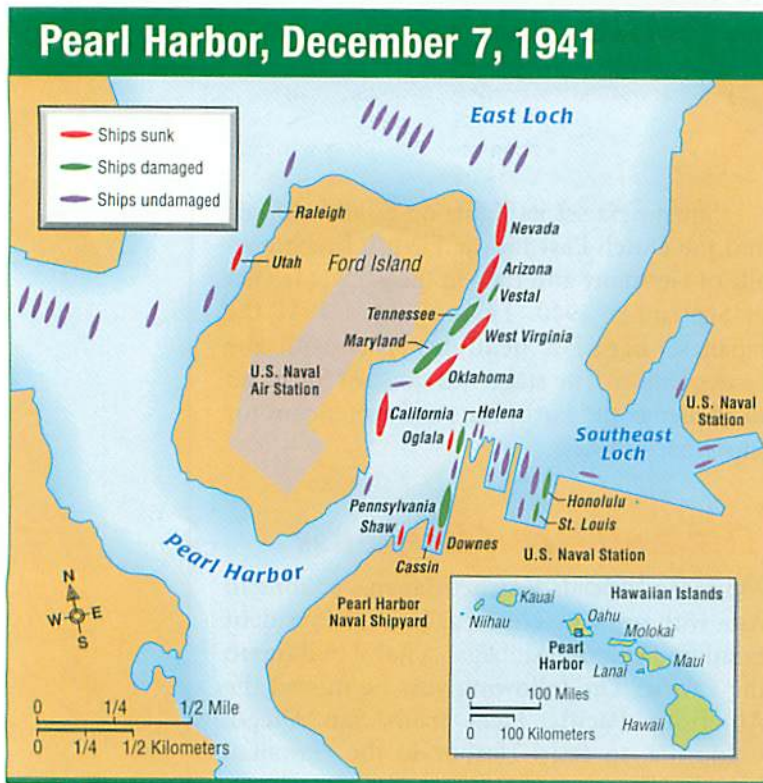 Pearl Harbor, December 7, 1941
Ships sunk
Ships damaged
Ships undamaged
East Loch
Raleigh
Utah
Ford Island
Nevada
Arizona
Vestal
Tennessee
West Virginia
Maryland
Oklahoma
U.S. Naval
Air Station
California
Helena
Oglala
U.S. Naval
Station
Southeast
Loch
Pennsylvania
Shaw
Honolulu
St. Louis
Downes
Cassin
U.S. Naval Station
Pearl Harbor
Pearl Harbor
Naval Shipyard
N
W E
S
0 1/4 1/2 Mile
0 1/4 1/2 Kilometers
Hawaiian Islands
Kauai
Niihau
Oahu
Pearl
Harbor
Molokai
Lanai
Maui
Hawaii
0 100 Miles
0 100 Kilometers